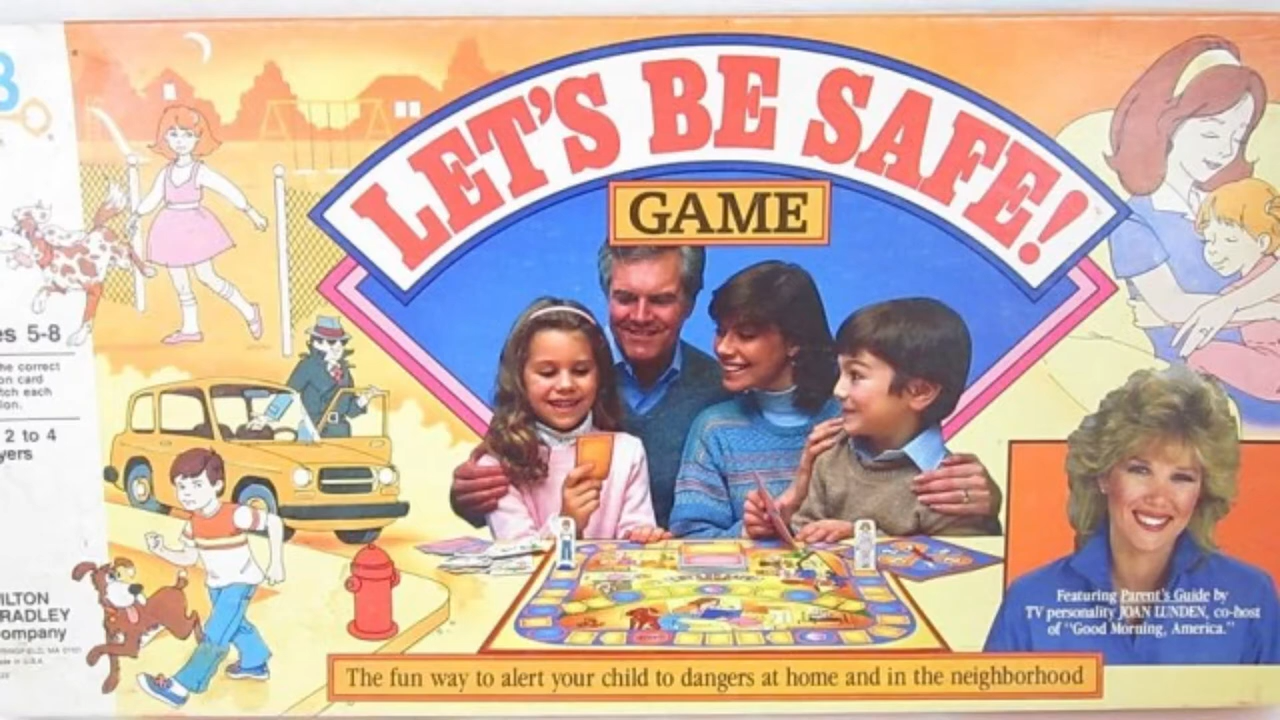 LET'S BE SAFE!
GAME
es 5-8
he correct
on card
tch each
ion.
2 to 4
yers
ILTON
RADLEY
ompany
Featuring Parent's Guide by
TV personality JOAN LUNDEN, co-host
of "Good Morning, America."
The fun way to alert your child to dangers at home and in the neighborhood